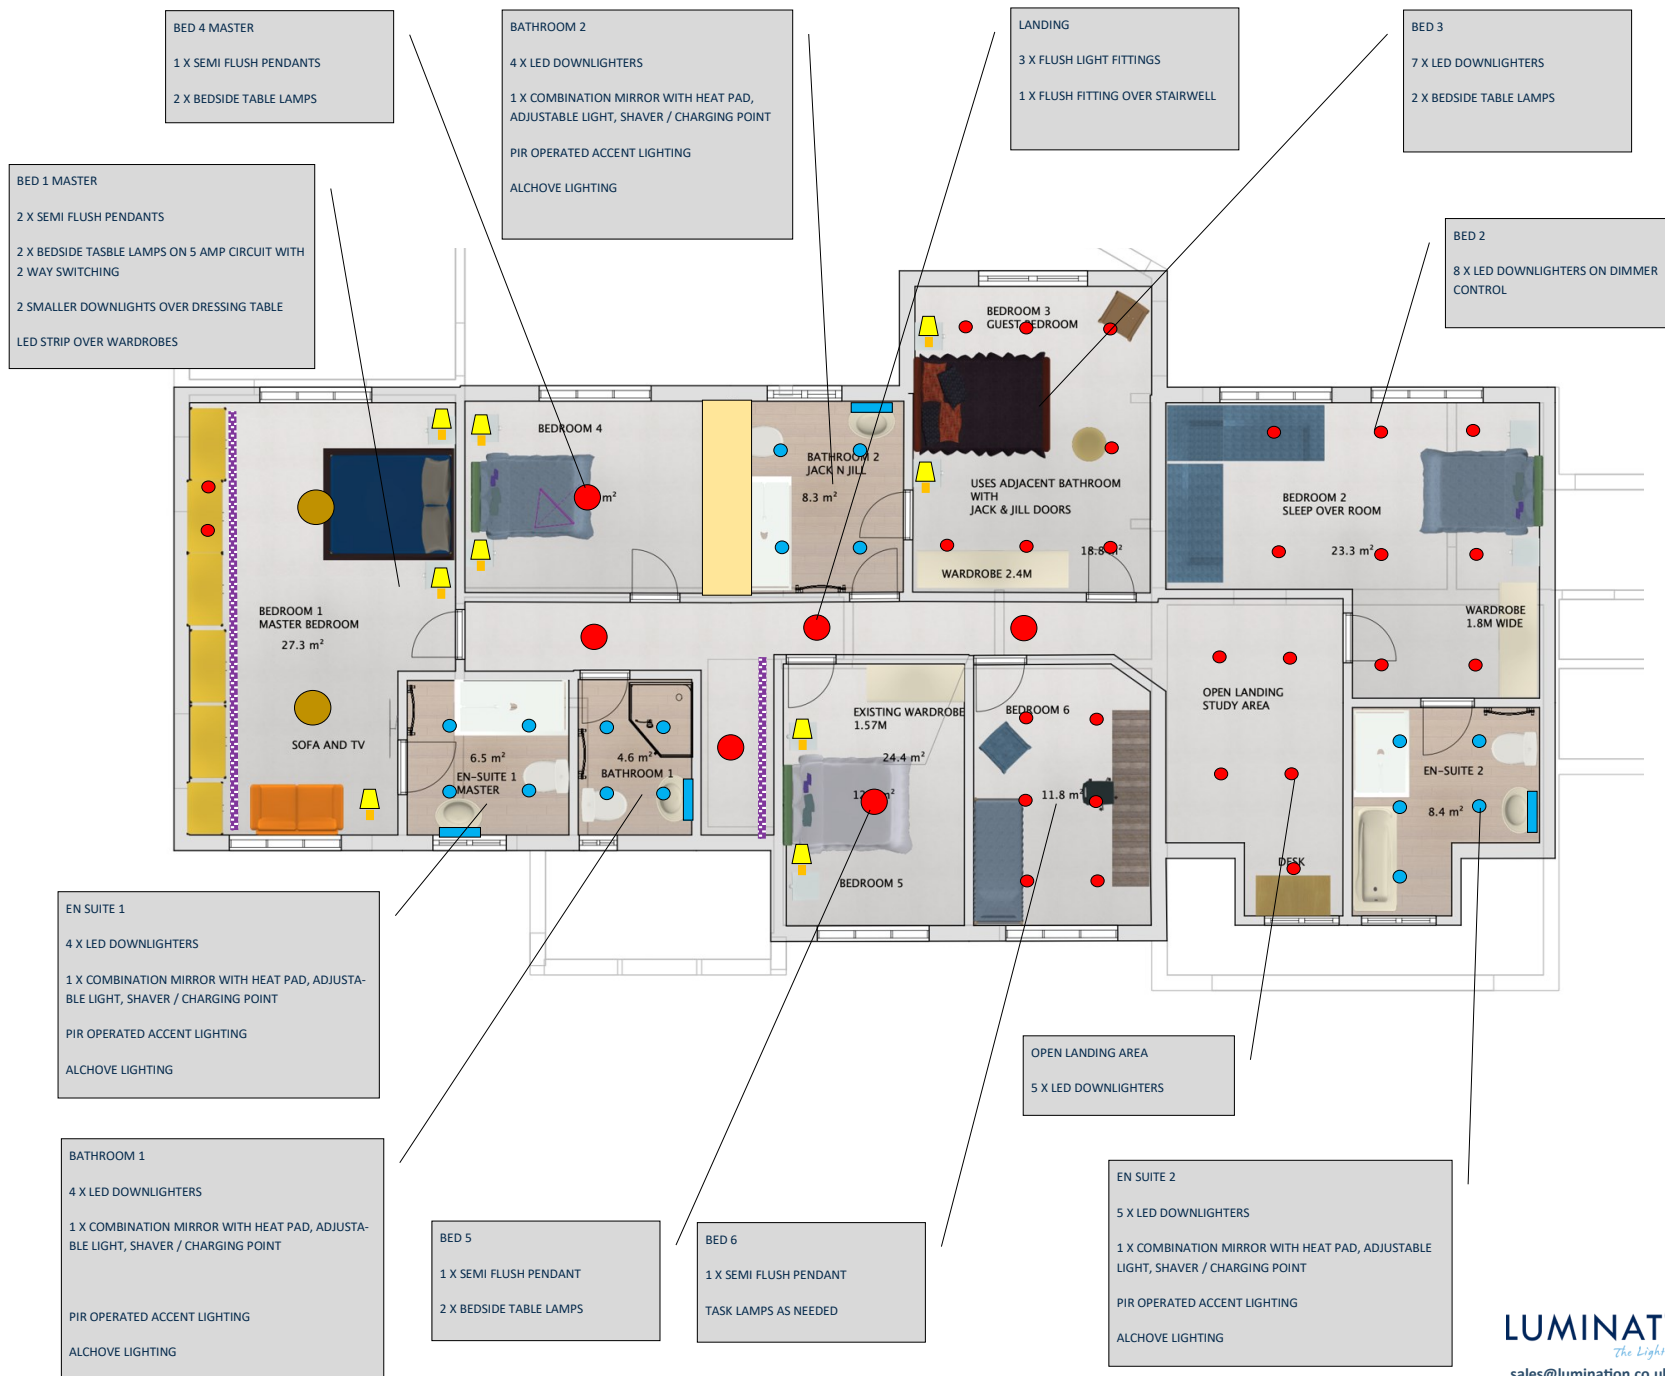 BED 4 MASTER
1 X SEMI FLUSH PENDANTS
2 X BEDSIDE TABLE LAMPS
BATHROOM 2
4 X LED DOWNLIGHTERS
1 X COMBINATION MIRROR WITH HEAT PAD,
ADJUSTABLE LIGHT, SHAVER / CHARGING POINT
PIR OPERATED ACCENT LIGHTING
ALCHOVE LIGHTING
LANDING
3 X FLUSH LIGHT FITTINGS
1 X FLUSH FITTING OVER STAIRWELL
BED 3
7 X LED DOWNLIGHTERS
2 X BEDSIDE TABLE LAMPS
BED 1 MASTER
2 X SEMI FLUSH PENDANTS
2 X BEDSIDE TASBLE LAMPS ON 5 AMP CIRCUIT WITH
2 WAY SWITCHING
2 SMALLER DOWNLIGHTS OVER DRESSING TABLE
LED STRIP OVER WARDROBES
BED 2
8 X LED DOWNLIGHTERS ON DIMMER
CONTROL
BEDROOM 3
GUEST BEDROOM
BEDROOM 4
m²
BATHROOM 2
JACK N JILL
8.3 m²
USES ADJACENT BATHROOM
WITH
JACK & JILL DOORS
18.8 m²
WARDROBE 2.4M
BEDROOM 2
SLEEP OVER ROOM
23.3 m²
WARDROBE
1.8M WIDE
BEDROOM 1
MASTER BEDROOM
27.3 m²
SOFA AND TV
6.5 m²
EN-SUITE 1
MASTER
4.6 m²
BATHROOM 1
EXISTING WARDROBE
1.57M
24.4 m²
12
BEDROOM 5
BEDROOM 6
11.8 m²
OPEN LANDING
STUDY AREA
DESK
EN-SUITE 2
8.4 m²
EN SUITE 1
4 X LED DOWNLIGHTERS
1 X COMBINATION MIRROR WITH HEAT PAD, ADJUSTA-
BLE LIGHT, SHAVER / CHARGING POINT
PIR OPERATED ACCENT LIGHTING
ALCHOVE LIGHTING
OPEN LANDING AREA
5 X LED DOWNLIGHTERS
BATHROOM 1
4 X LED DOWNLIGHTERS
1 X COMBINATION MIRROR WITH HEAT PAD, ADJUSTA-
BLE LIGHT, SHAVER / CHARGING POINT
PIR OPERATED ACCENT LIGHTING
ALCHOVE LIGHTING
BED 5
1 X SEMI FLUSH PENDANT
2 X BEDSIDE TABLE LAMPS
BED 6
1 X SEMI FLUSH PENDANT
TASK LAMPS AS NEEDED
EN SUITE 2
5 X LED DOWNLIGHTERS
1 X COMBINATION MIRROR WITH HEAT PAD, ADJUSTABLE
LIGHT, SHAVER / CHARGING POINT
PIR OPERATED ACCENT LIGHTING
ALCHOVE LIGHTING
LUMINAT
The Light
sales@lumination.co.uk